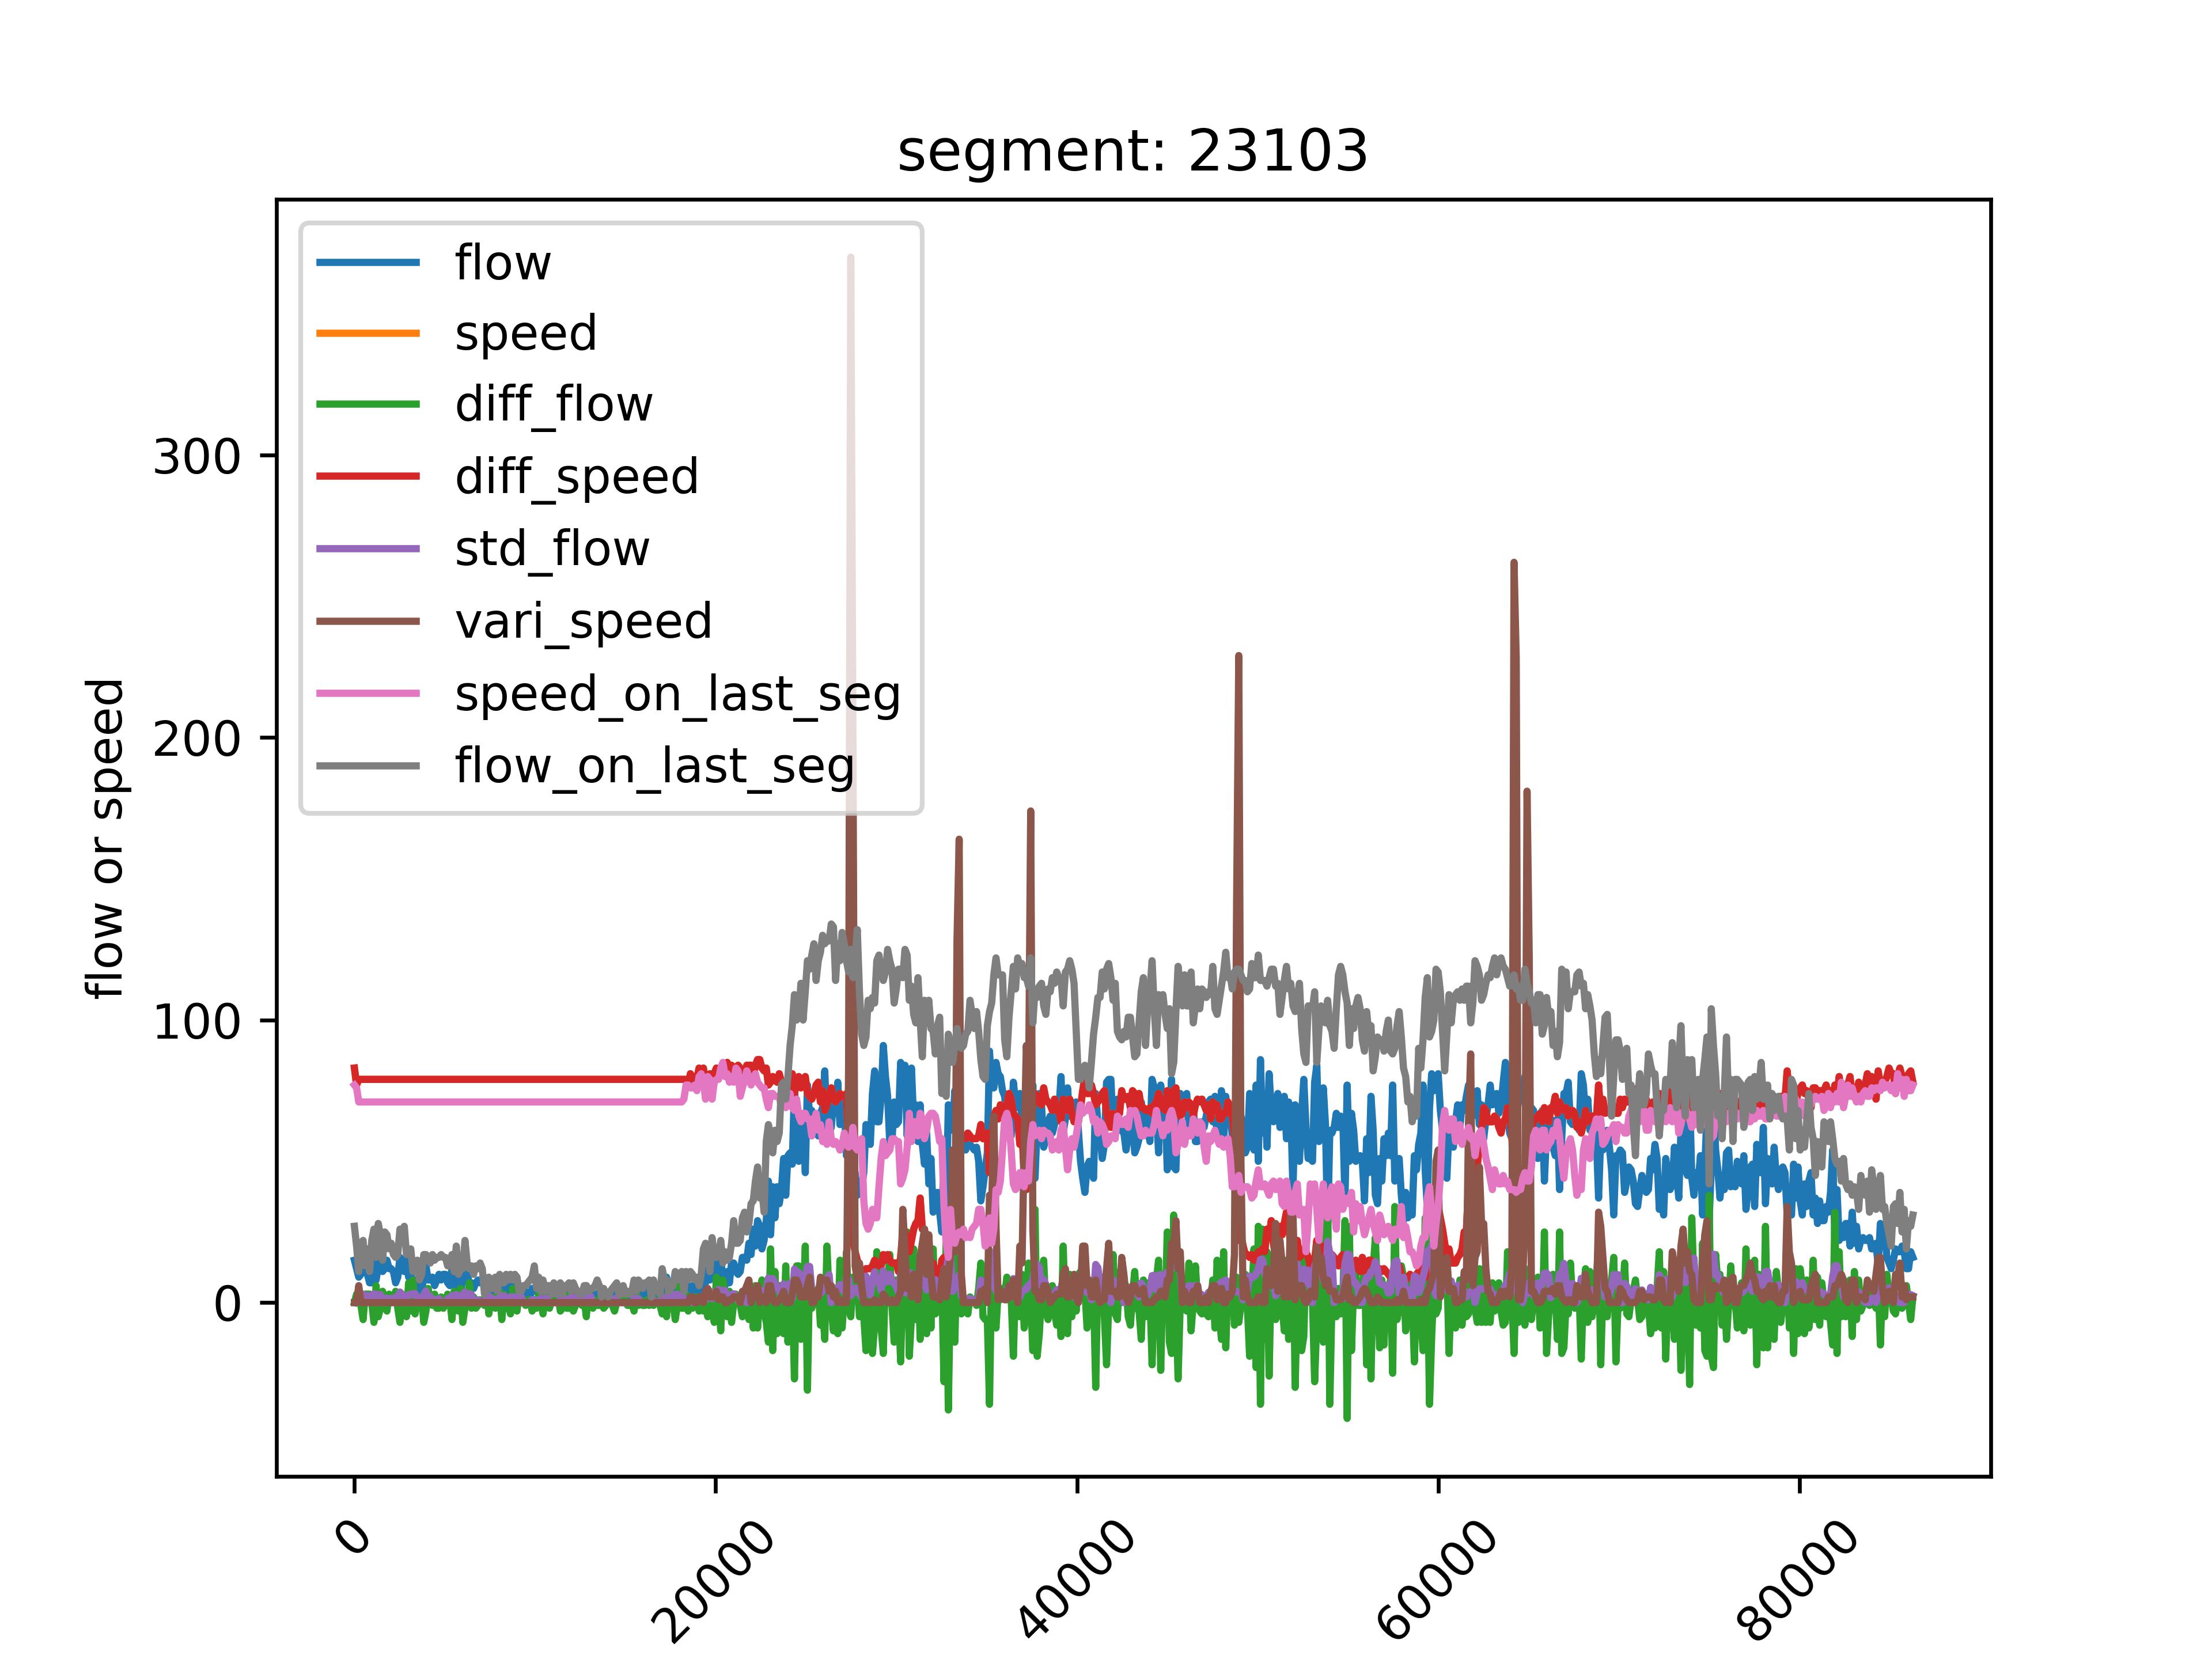 segment: 23103
flow
speed
diff_flow
diff_speed
std_flow
vari_speed
speed_on_last_seg
flow_on_last_seg
flow or speed
300
200
100
0
0
20000
40000
60000
80000